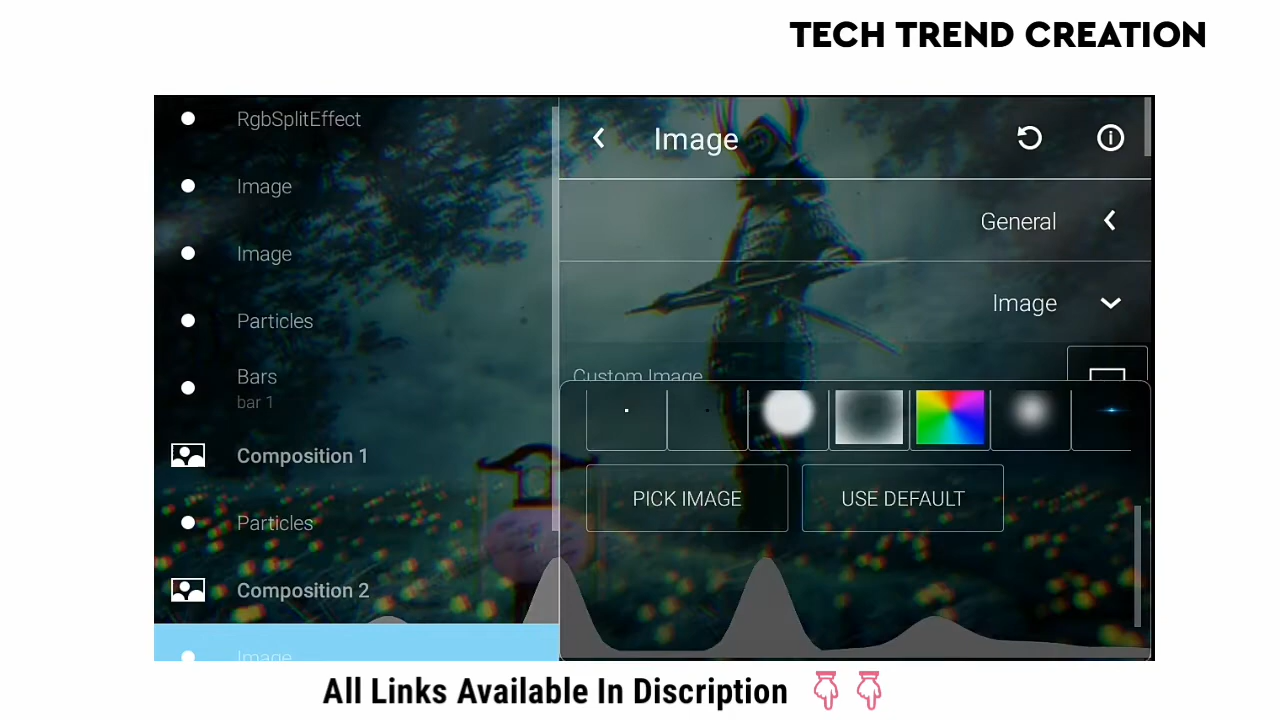 TECH TREND CREATION
RgbSplitEffect
Image
Image
Particles
Bars
bar 1
Composition 1
Particles
Composition 2
Image
Image
General
Image
Custom Image
PICK IMAGE
USE DEFAULT
All Links Available In Discription